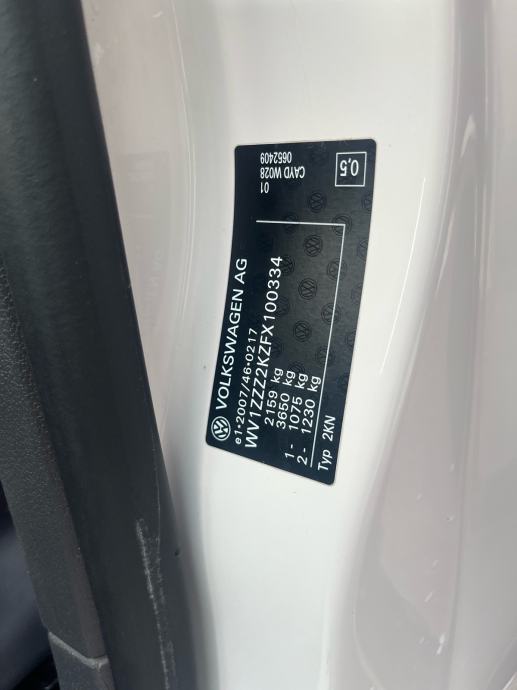 VOLKSWAGEN AG
e1-2007/46-0217
WV1ZZZ2KZFX100334
2159 kg
3650 kg
1- 1075 kg
2- 1230 kg
Typ 2KN
01
CAYD W028
0652409
0,5